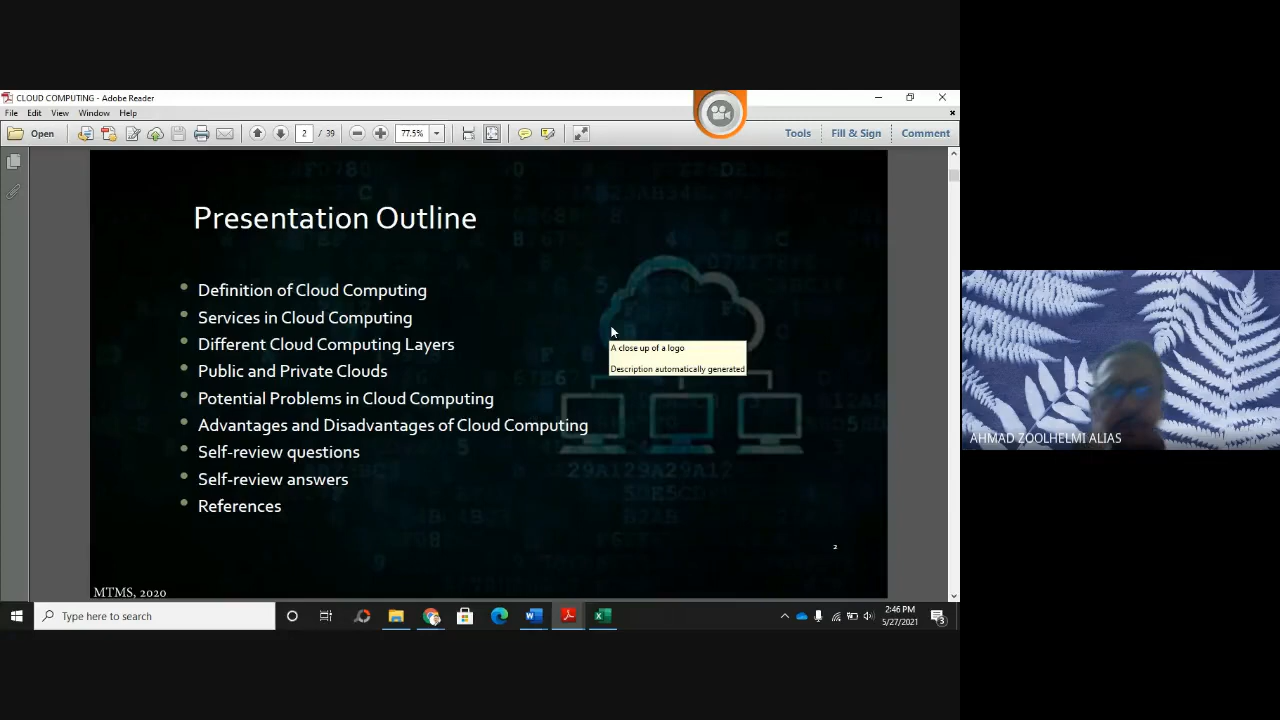 CLOUD COMPUTING - Adobe Reader
File Edit View Window Help
Open 2 / 39 77.5% Tools Fill & Sign Comment
Presentation Outline
Definition of Cloud Computing
Services in Cloud Computing
Different Cloud Computing Layers
Public and Private Clouds
Potential Problems in Cloud Computing
Advantages and Disadvantages of Cloud Computing
Self-review questions
Self-review answers
References
A close up of a logo
Description automatically generated
29A129A29A12
2
MTMS, 2020
AHMAD ZOOLHELMI ALIAS
Type here to search
2:46 PM
5/27/2021
3